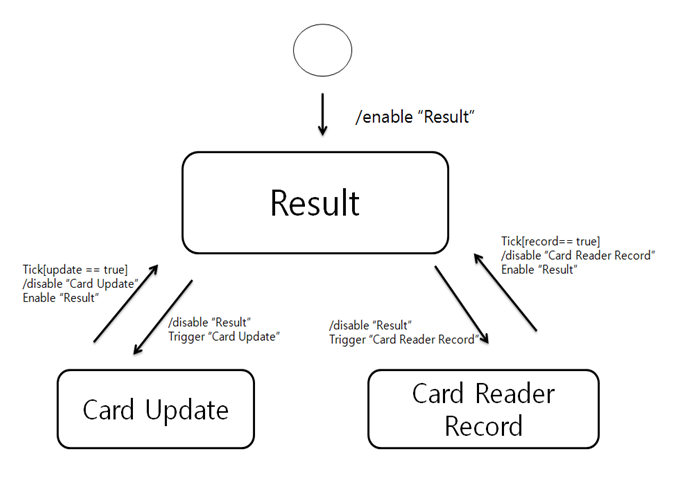 /enable “Result”
Result
Tick[update == true]
/disable “Card Update”
Enable “Result”
/disable “Result”
Trigger “Card Update”
/disable “Result”
Trigger “Card Reader Record”
Tick[record== true]
/disable “Card Reader Record”
Enable “Result”
Card Update
Card Reader
Record